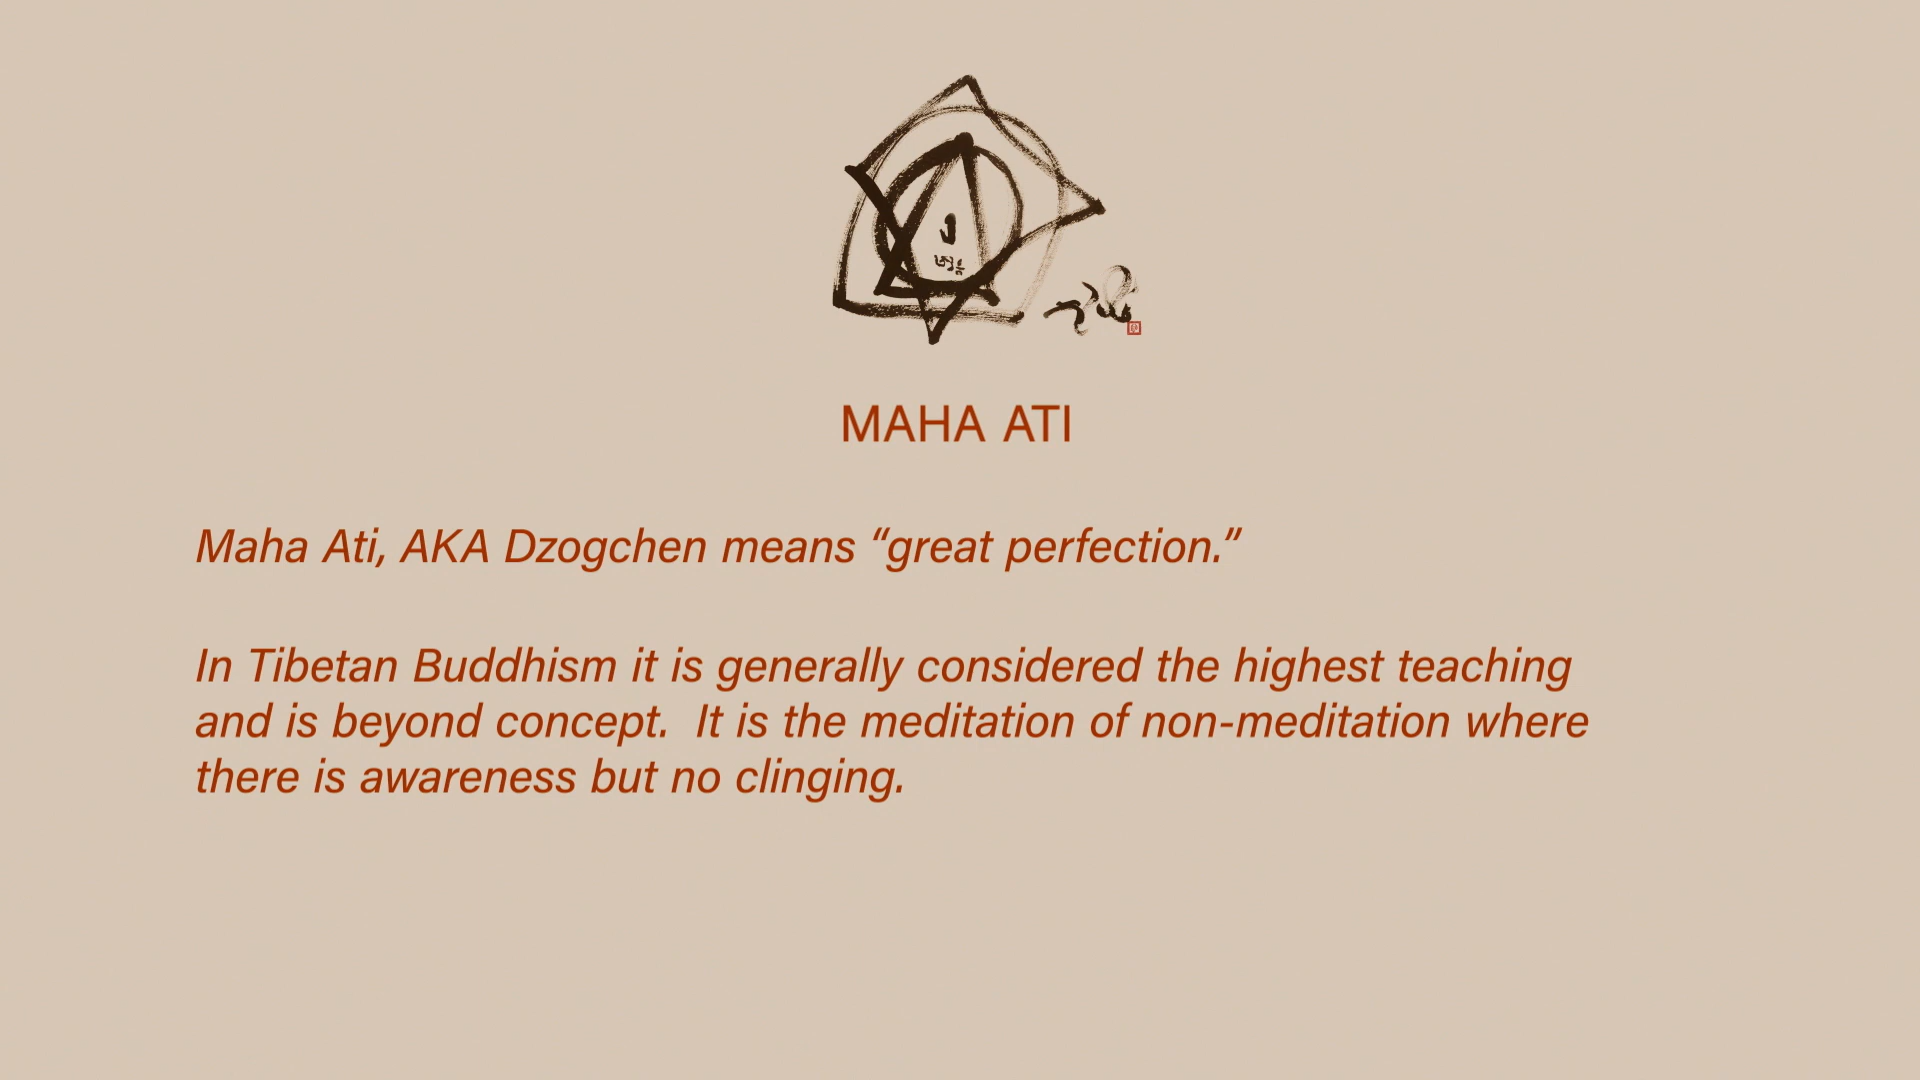 MAHA ATI
Maha Ati, AKA Dzogchen means “great perfection.”
In Tibetan Buddhism it is generally considered the highest teaching
and is beyond concept.  It is the meditation of non-meditation where
there is awareness but no clinging.